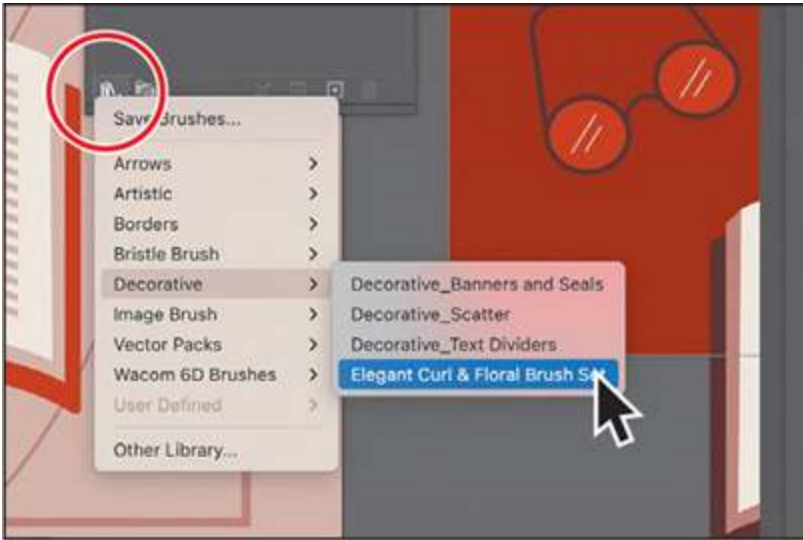 Save Brushes...
Arrows
Artistic
Borders
Bristle Brush
Decorative
Image Brush
Vector Packs
Wacom 6D Brushes
User Defined
Other Library...
Decorative_Banners and Seals
Decorative_Scatter
Decorative_Text Dividers
Elegant Curl & Floral Brush Set